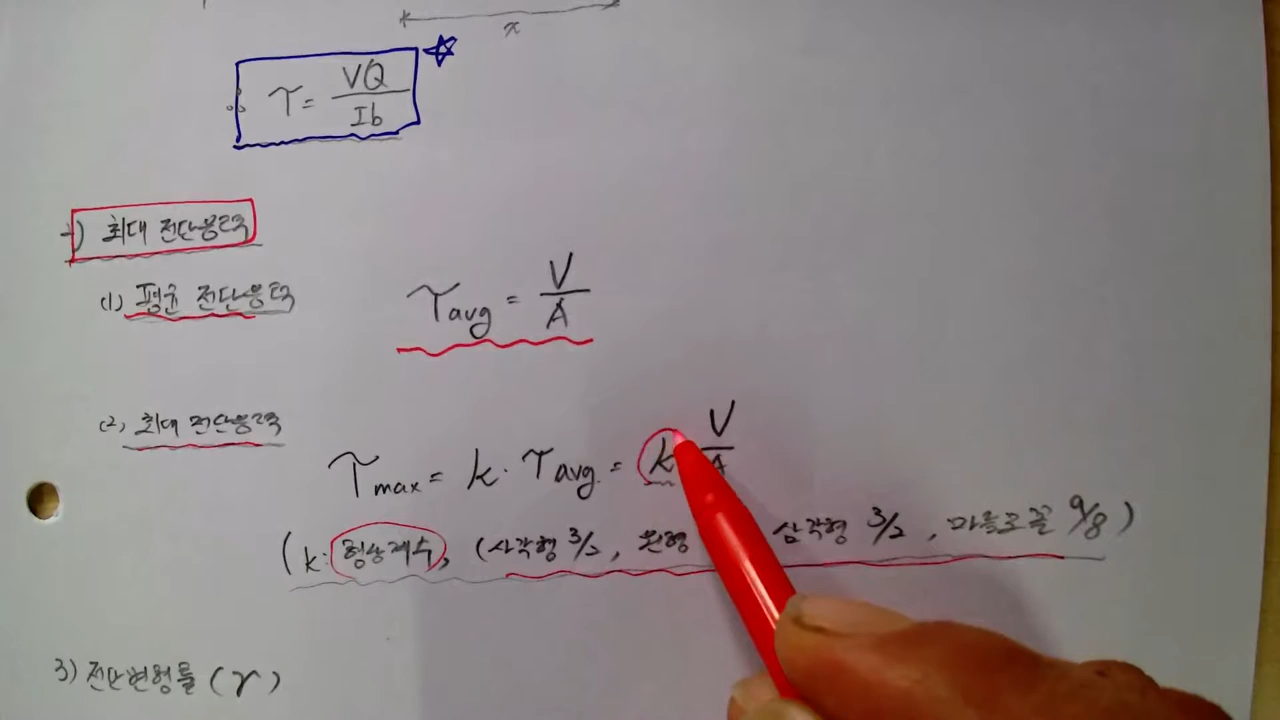 x
∴ τ = VQ/Ib ☆
최대 전단응력
(1) 평균 전단응력 τavg = V/A
(2) 최대 전단응력
τmax = k · τavg = k V/A
(k: 형상계수, (사각형 3/2, 원형 삼각형 3/2, 마름모꼴 9/8)
3) 전단변형률 (γ)